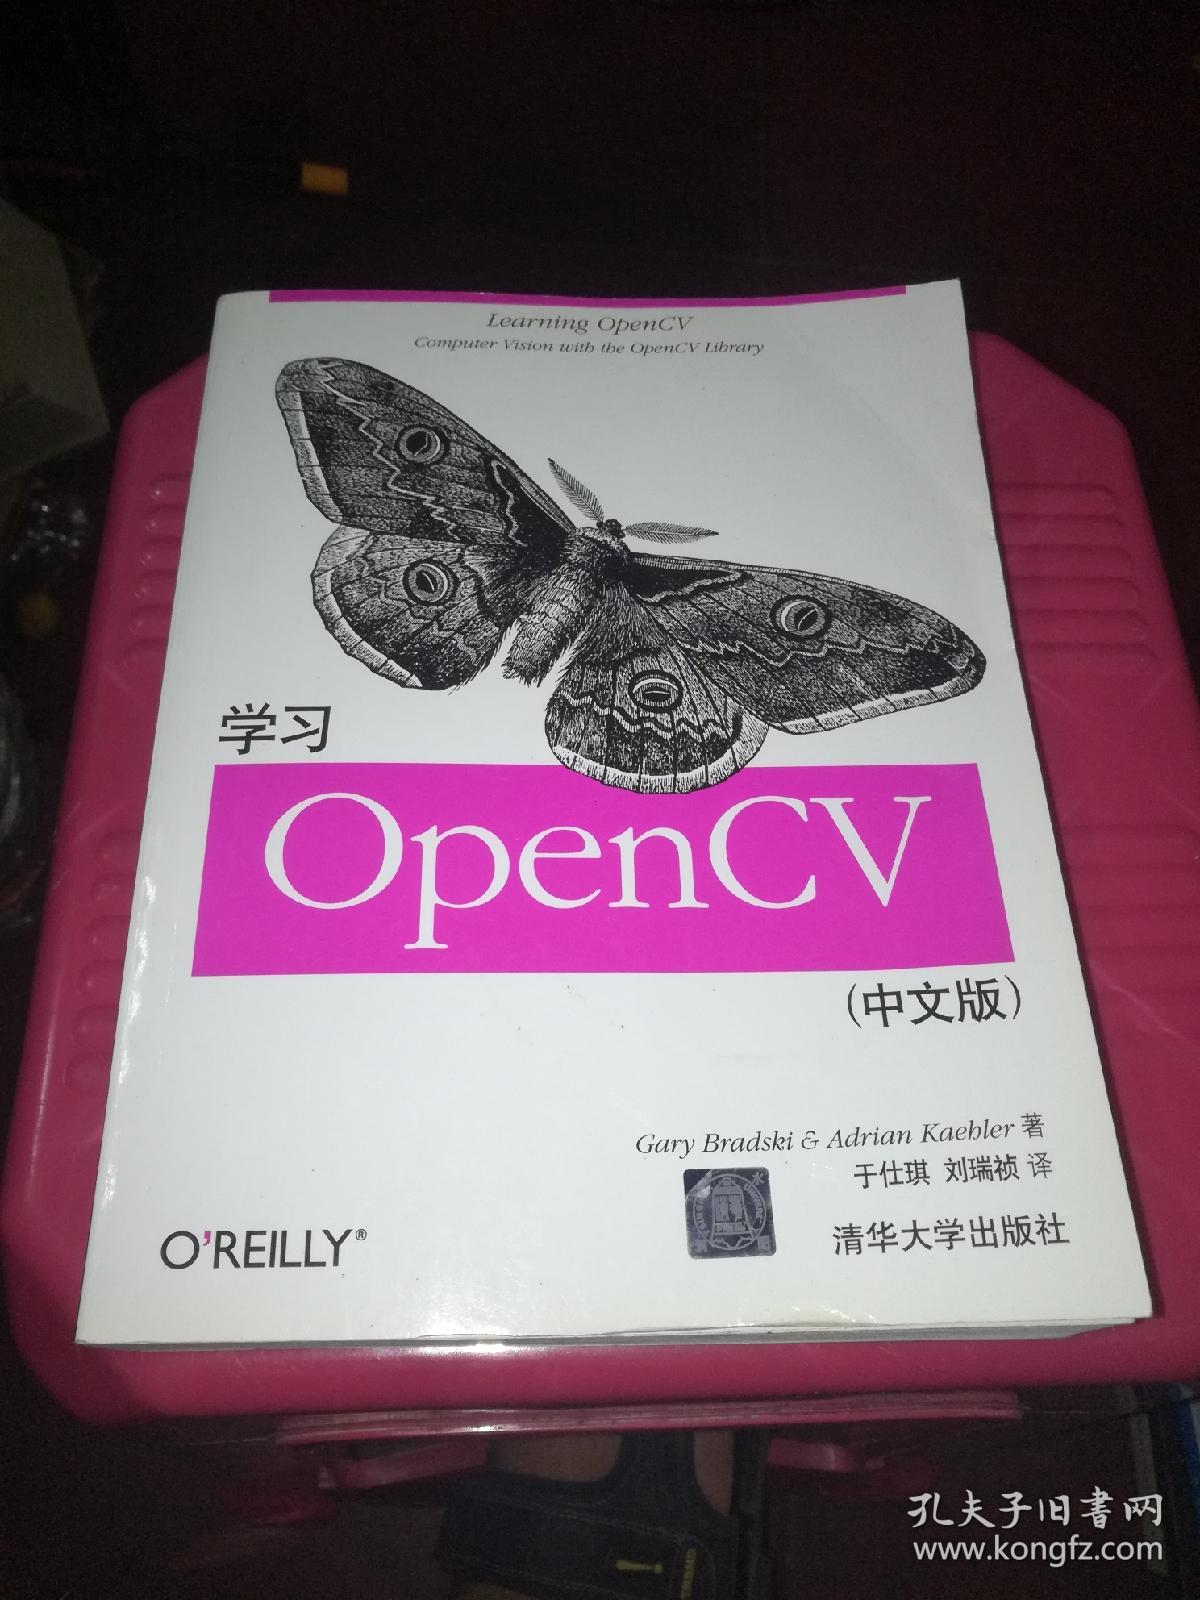 Learning OpenCV
Computer Vision with the OpenCV Library
学习
OpenCV
(中文版)
Gary Bradski & Adrian Kaehler 著
于仕琪 刘瑞祯 译
清华大学出版社
O'REILLY®
孔夫子旧书网
www.kongfz.com